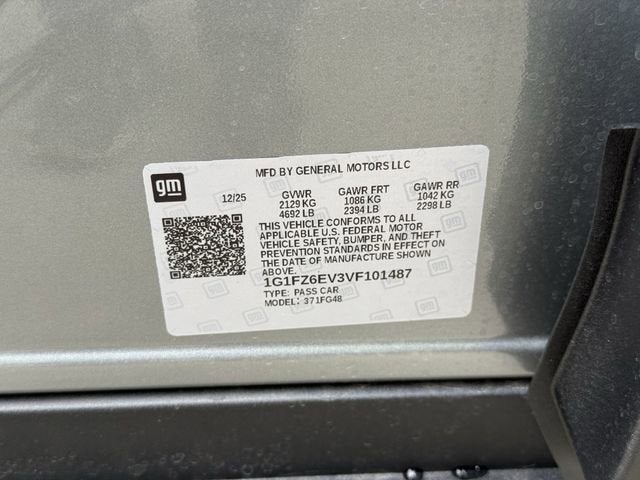 MFD BY GENERAL MOTORS LLC
gm
12/25 GVWR GAWR FRT GAWR RR
2129 KG 1086 KG 1042 KG
4692 LB 2394 LB 2298 LB
THIS VEHICLE CONFORMS TO ALL
APPLICABLE U.S. FEDERAL MOTOR
VEHICLE SAFETY, BUMPER, AND THEFT
PREVENTION STANDARDS IN EFFECT ON
THE DATE OF MANUFACTURE SHOWN
ABOVE.
1G1FZ6EV3VF101487
TYPE: PASS CAR
MODEL: 371FG48